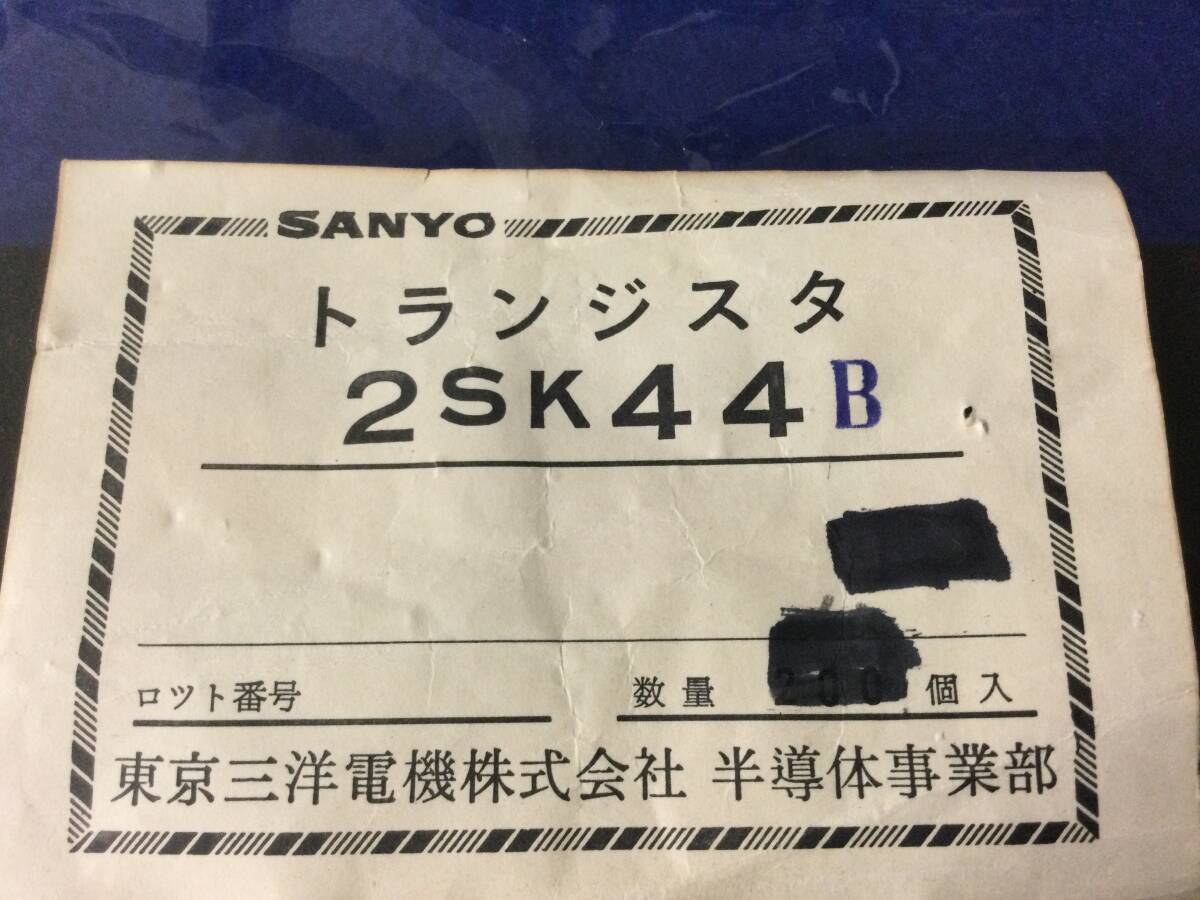 SANYO
トランジスタ
2SK44B
ロツト番号
数量 200 個入
東京三洋電機株式会社 半導体事業部